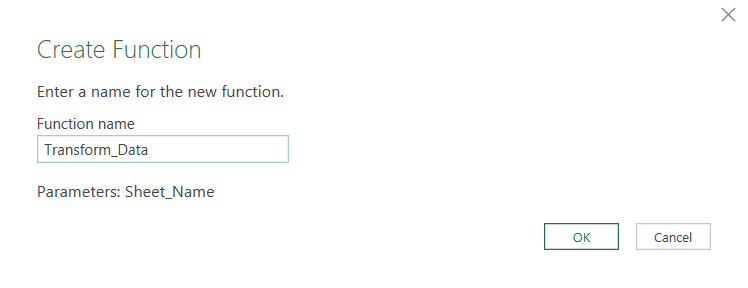 Create Function
Enter a name for the new function.
Function name
Transform_Data
Parameters: Sheet_Name
OK Cancel